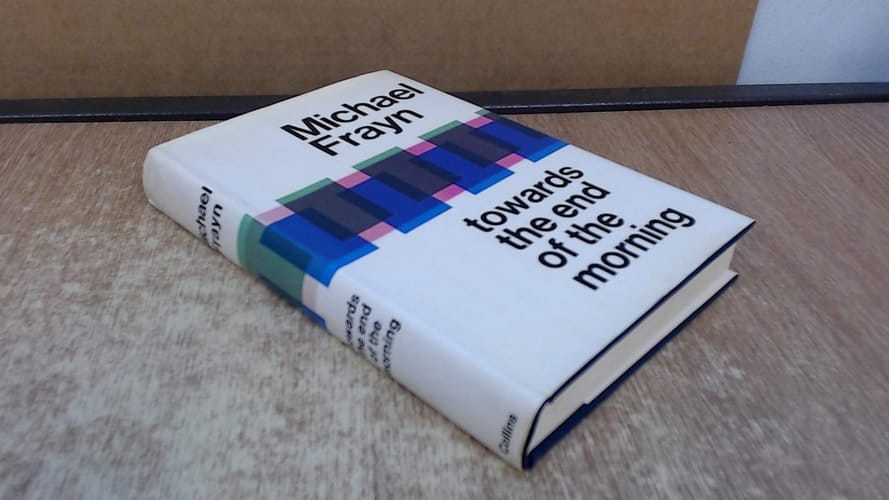 Michael
Frayn
towards
the end
of the
morning
Michael
Frayn
towards
the end
of the
morning
Collins